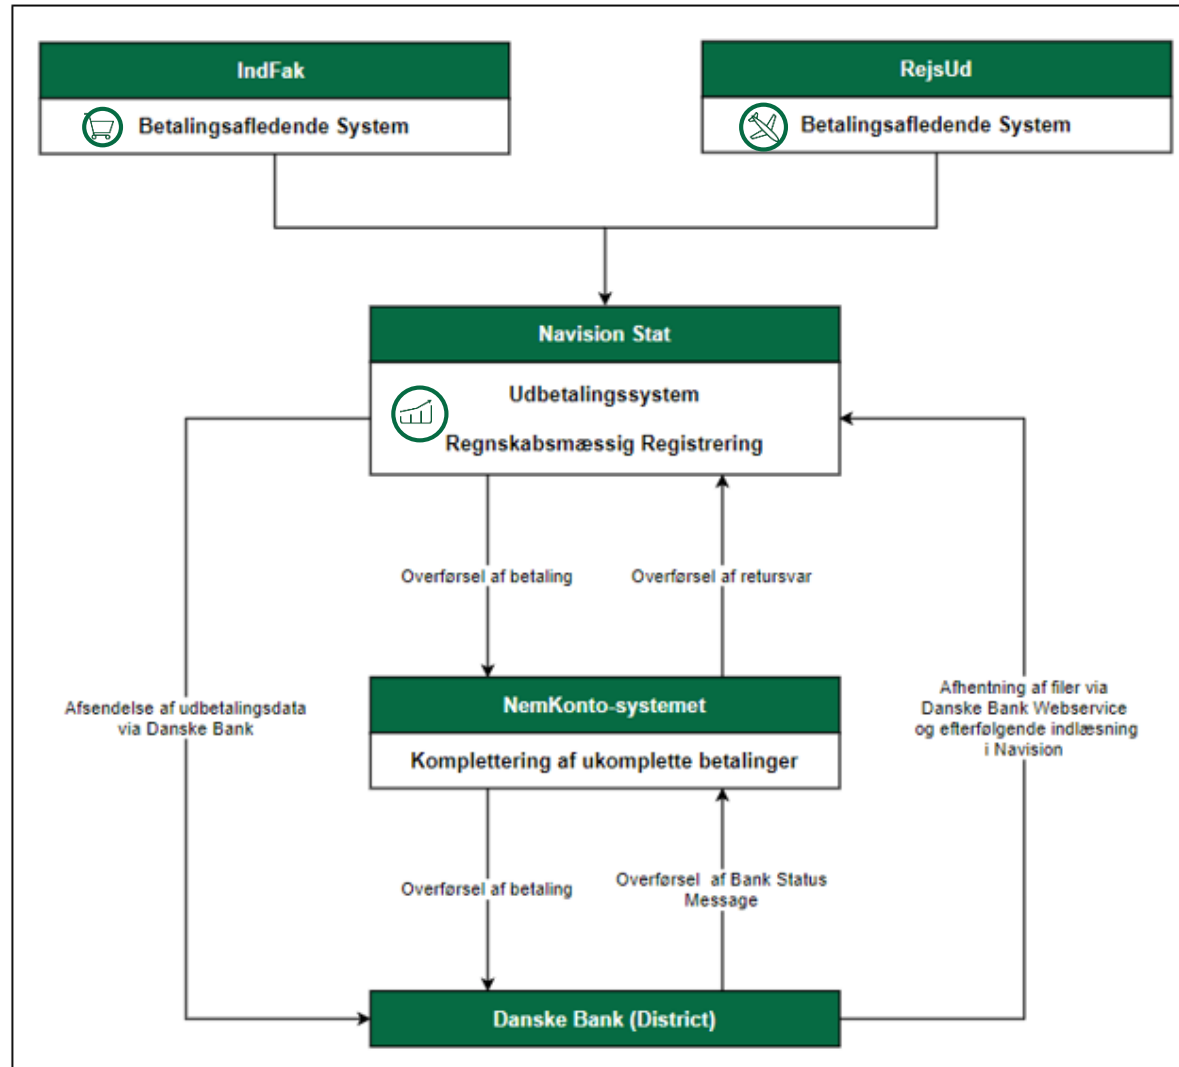 IndFak
Betalingsafledende System
RejsUd
Betalingsafledende System
Navision Stat
Udbetalingssystem
Regnskabsmæssig Registrering
Overførsel af betaling
Overførsel af retursvar
Afsendelse af udbetalingsdata
via Danske Bank
Afhentning af filer via
Danske Bank Webservice
og efterfølgende indlæsning
i Navision
NemKonto-systemet
Komplettering af ukomplette betalinger
Overførsel af betaling
Overførsel af Bank Status
Message
Danske Bank (District)